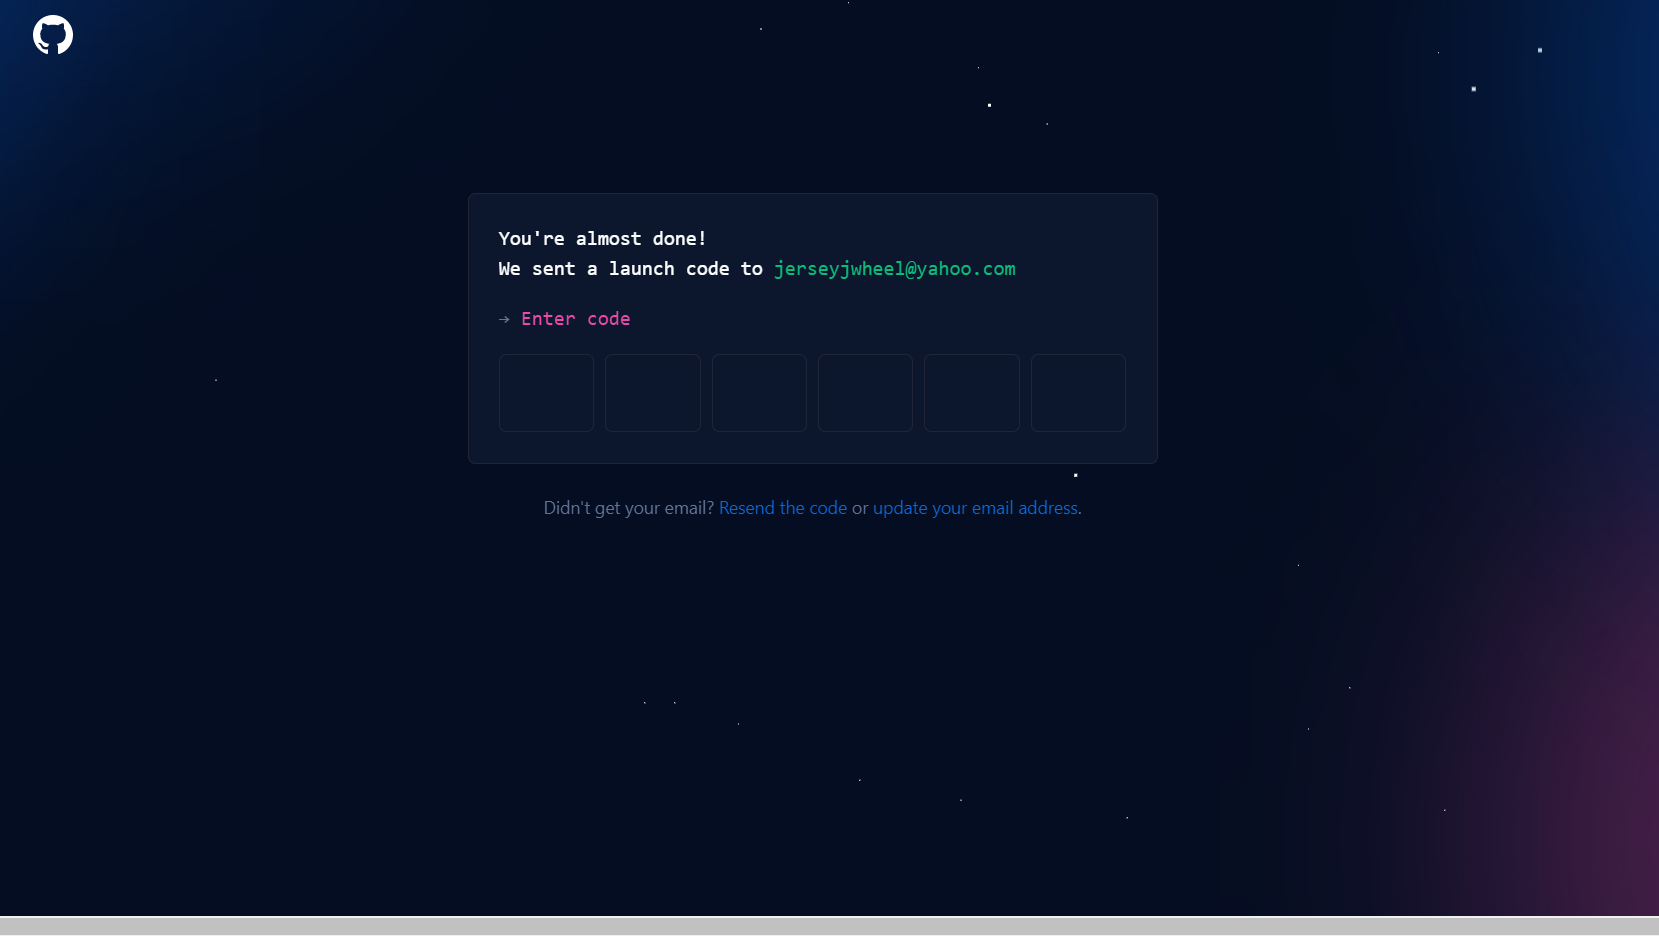 You're almost done!
We sent a launch code to jerseyjwheel@yahoo.com
→ Enter code
Didn't get your email? Resend the code or update your email address.